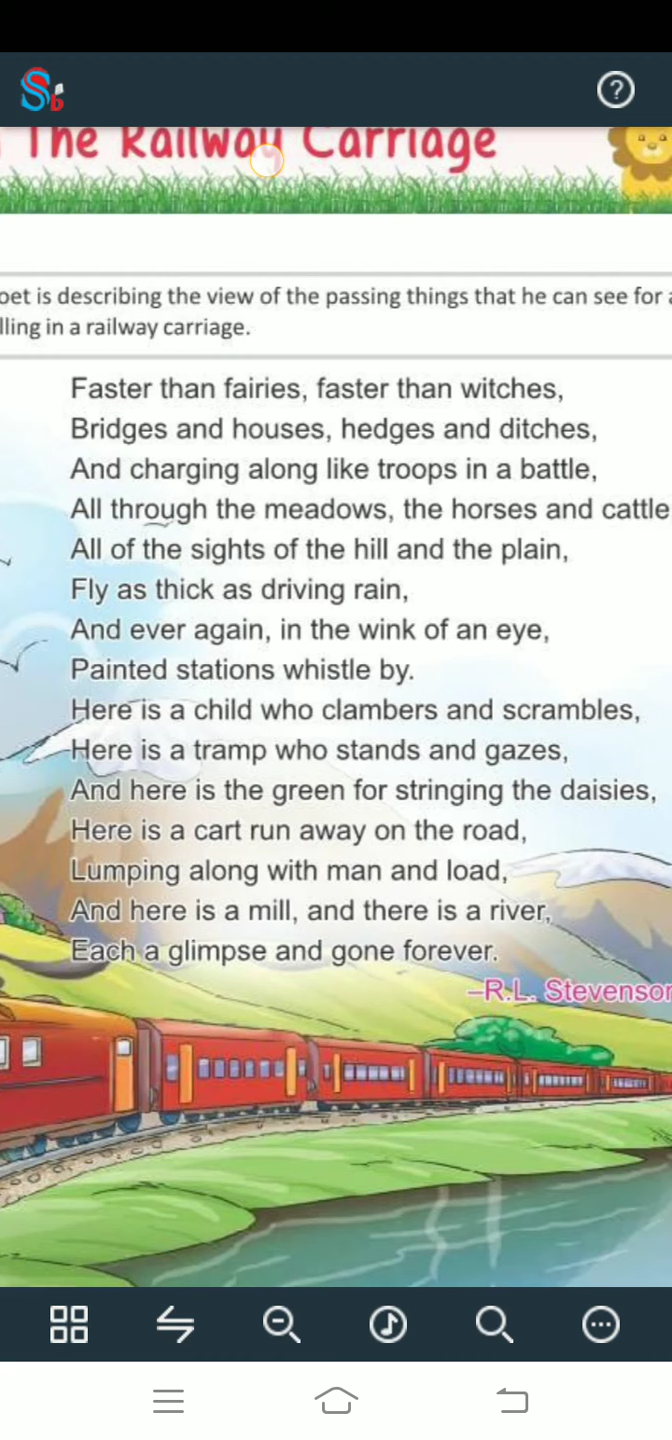 The Railway Carriage
oet is describing the view of the passing things that he can see for a
lling in a railway carriage.
Faster than fairies, faster than witches,
Bridges and houses, hedges and ditches,
And charging along like troops in a battle,
All through the meadows, the horses and cattle
All of the sights of the hill and the plain,
Fly as thick as driving rain,
And ever again, in the wink of an eye,
Painted stations whistle by.
Here is a child who clambers and scrambles,
Here is a tramp who stands and gazes,
And here is the green for stringing the daisies,
Here is a cart run away on the road,
Lumping along with man and load,
And here is a mill, and there is a river,
Each a glimpse and gone forever.
–R.L. Stevenson